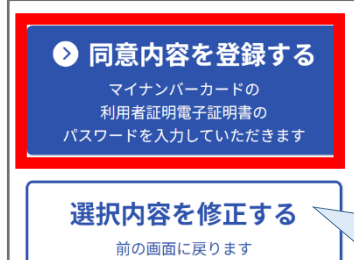 同意内容を登録する
マイナンバーカードの
利用者証明電子証明書の
パスワードを入力していただきます
選択内容を修正する
前の画面に戻ります